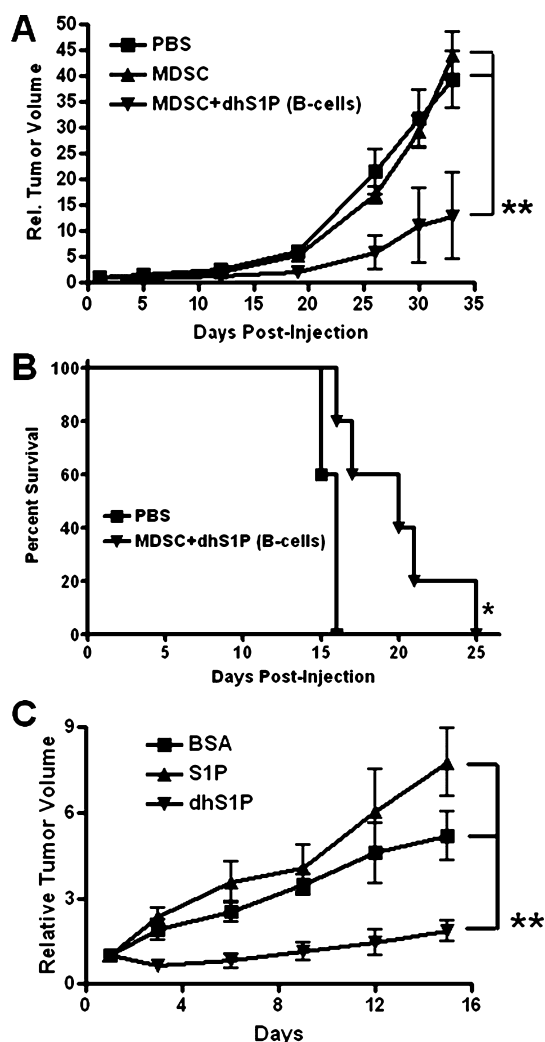 A
50
45
40
35
30
25
20
15
10
5
0
Rel. Tumor Volume
PBS
MDSC
MDSC+dhS1P (B-cells)
**
0 5 10 15 20 25 30 35
Days Post-Injection
B
100
80
60
40
20
0
Percent Survival
PBS
MDSC+dhS1P (B-cells)
*
0 5 10 15 20 25
Days Post-Injection
C
9
6
3
0
Relative Tumor Volume
BSA
S1P
dhS1P
**
0 4 8 12 16
Days